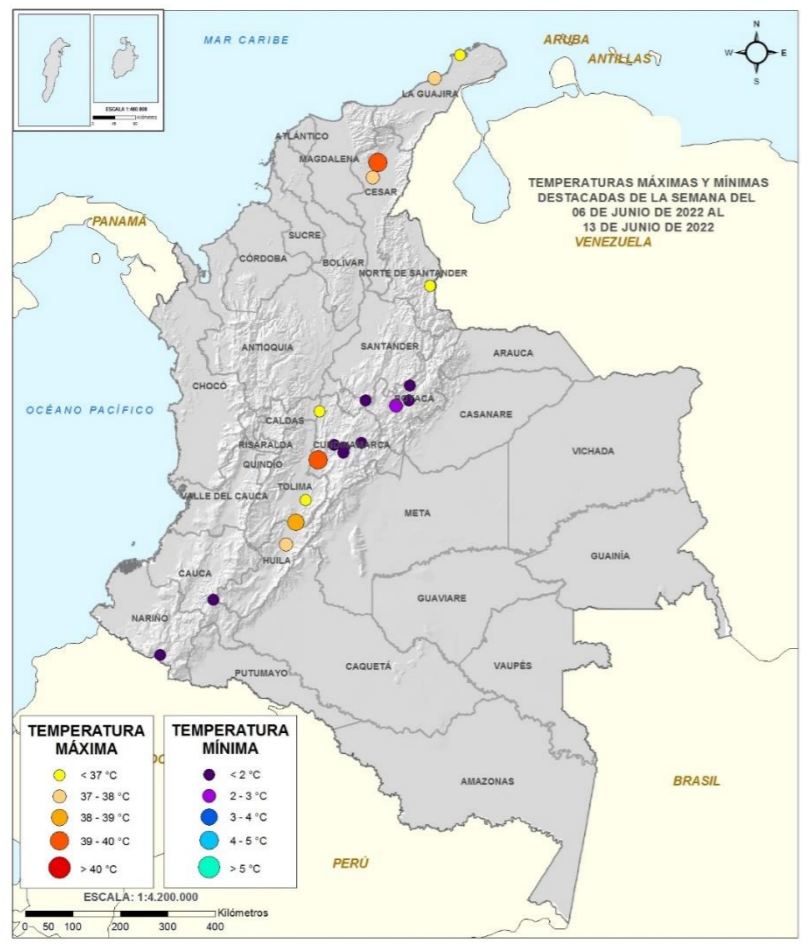 MAR CARIBE
ARUBA
ANTILLAS
N
W E
S
ESCALA 1:460.000
Kilómetros
LA GUAJIRA
ATLÁNTICO
MAGDALENA
CESAR
TEMPERATURAS MÁXIMAS Y MÍNIMAS
DESTACADAS DE LA SEMANA DEL
06 DE JUNIO DE 2022 AL
13 DE JUNIO DE 2022
VENEZUELA
PANAMÁ
SUCRE
CÓRDOBA
BOLIVAR
NORTE DE SANTANDER
ANTIOQUIA
SANTANDER
ARAUCA
CHOCÓ
OCÉANO PACÍFICO
CASANARE
CALDAS
RISARALDA
QUINDÍO
VICHADA
TOLIMA
VALLE DEL CAUCA
META
GUAINÍA
HUILA
CAUCA
GUAVIARE
NARIÑO
PUTUMAYO
CAQUETÁ
VAUPÉS
AMAZONAS
BRASIL
PERÚ
TEMPERATURA
MÁXIMA
< 37 °C
37 - 38 °C
38 - 39 °C
39 - 40 °C
> 40 °C
TEMPERATURA
MÍNIMA
< 2 °C
2 - 3 °C
3 - 4 °C
4 - 5 °C
> 5 °C
ESCALA: 1:4.200.000
Kilómetros
0 50 100 200 300 400